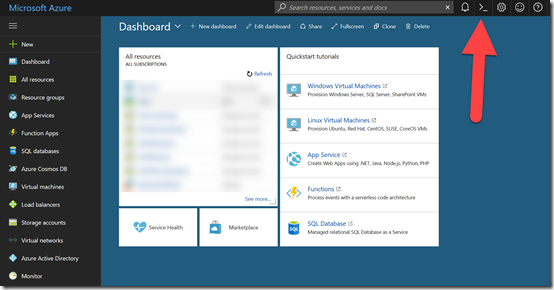 Microsoft Azure
Search resources, services and docs
>_
?
New
Dashboard
All resources
Resource groups
App Services
Function Apps
SQL databases
Azure Cosmos DB
Virtual machines
Load balancers
Storage accounts
Virtual networks
Azure Active Directory
Monitor
Dashboard
New dashboard
Edit dashboard
Share
Fullscreen
Clone
Delete
All resources
ALL SUBSCRIPTIONS
Refresh
See more...
Service Health
Marketplace
Quickstart tutorials
Windows Virtual Machines
Provision Windows Server, SQL Server, SharePoint VMs
Linux Virtual Machines
Provision Ubuntu, Red Hat, CentOS, SUSE, CoreOS VMs
App Service
Create Web Apps using .NET, Java, Node.js, Python, PHP
Functions
Process events with a serverless code architecture
SQL Database
Managed relational SQL Database as a Service